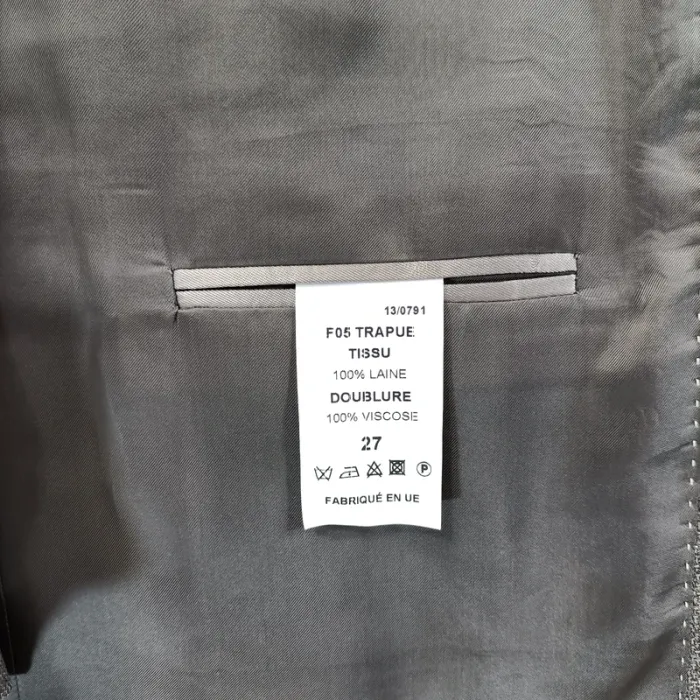 13/0791
F05 TRAPUE
TISSU
100% LAINE
DOUBLURE
100% VISCOSE
27
P
FABRIQUÉ EN UE